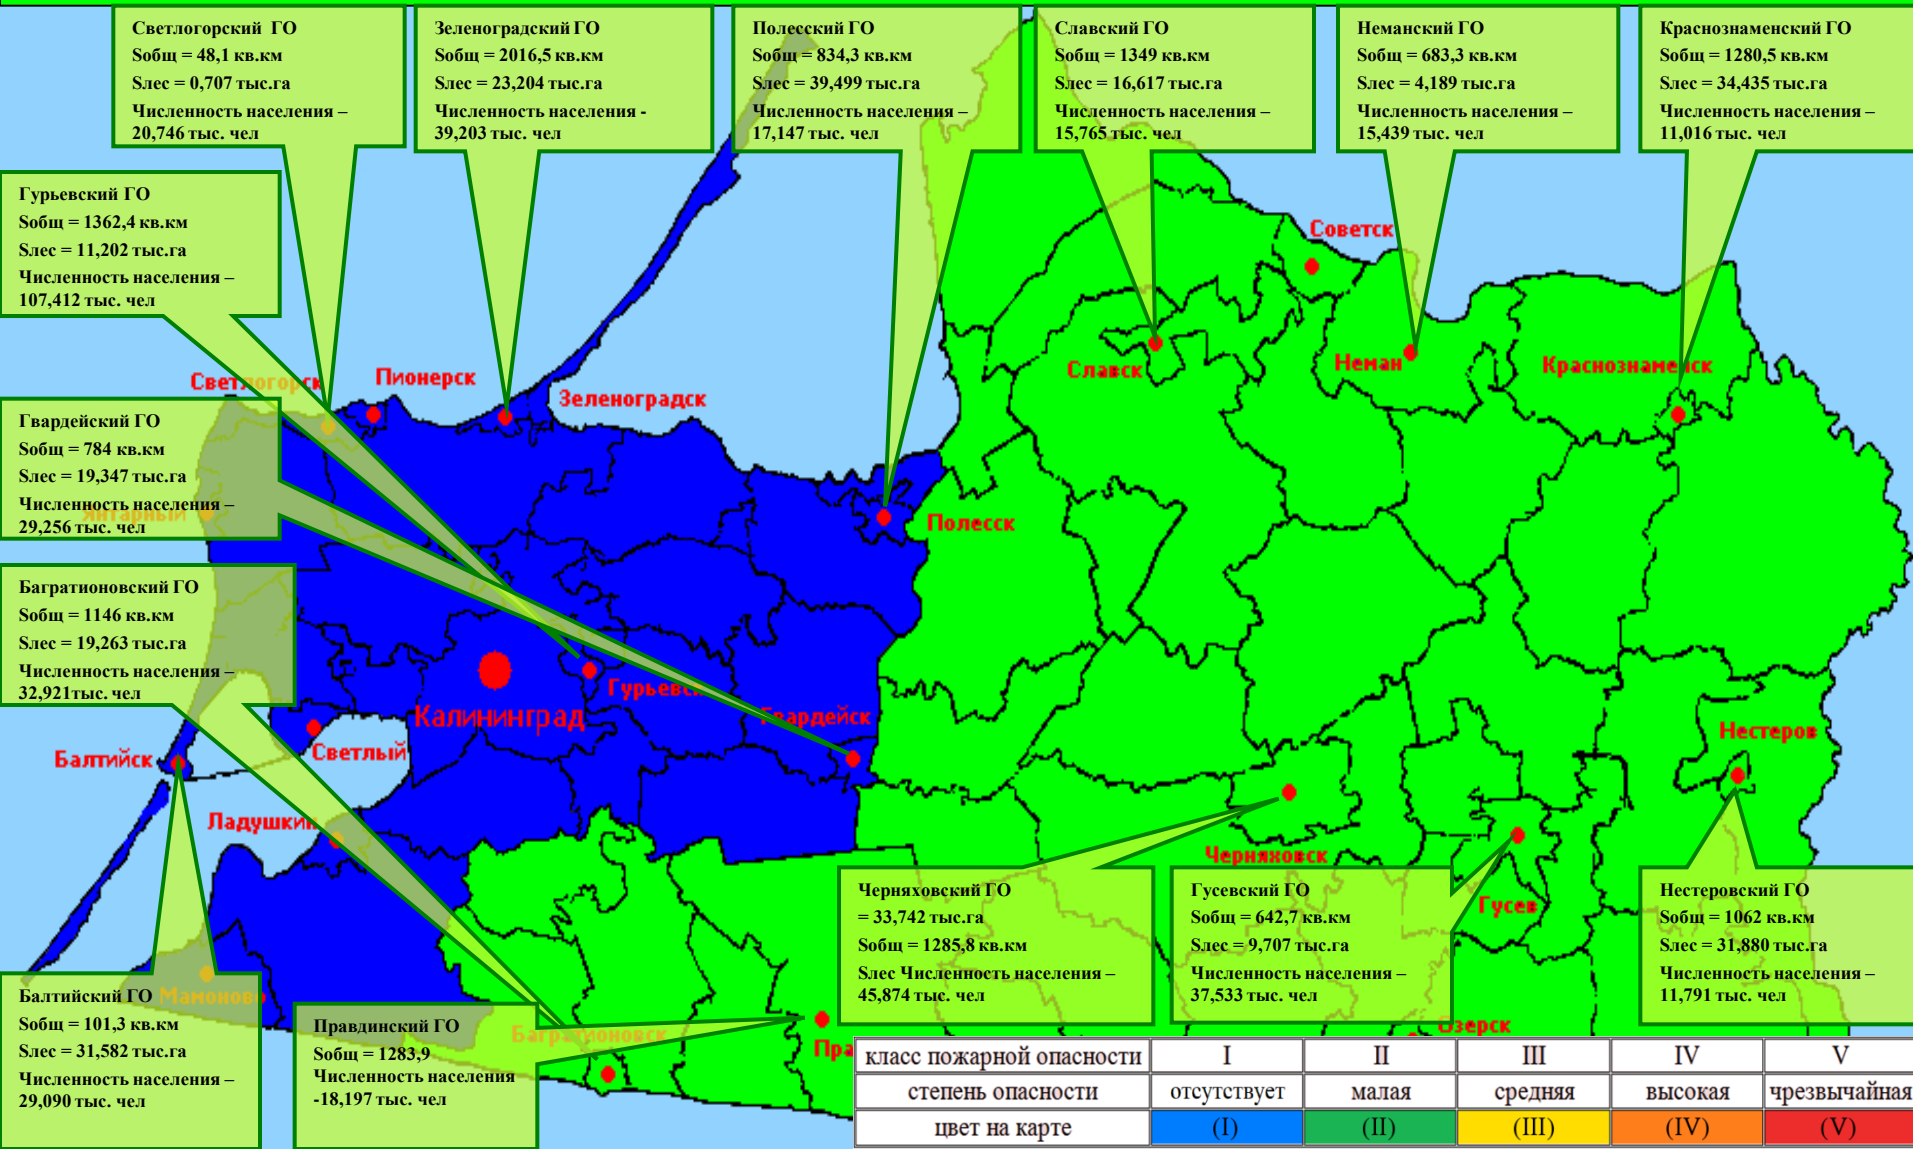 Светлогорский ГО
Sобщ = 48,1 кв.км
Sлес = 0,707 тыс.га
Численность населения –
20,746 тыс. чел
Зеленоградский ГО
Sобщ = 2016,5 кв.км
Sлес = 23,204 тыс.га
Численность населения -
39,203 тыс. чел
Полесский ГО
Sобщ = 834,3 кв.км
Sлес = 39,499 тыс.га
Численность населения –
17,147 тыс. чел
Славский ГО
Sобщ = 1349 кв.км
Sлес = 16,617 тыс.га
Численность населения –
15,765 тыс. чел
Неманский ГО
Sобщ = 683,3 кв.км
Sлес = 4,189 тыс.га
Численность населения –
15,439 тыс. чел
Краснознаменский ГО
Sобщ = 1280,5 кв.км
Sлес = 34,435 тыс.га
Численность населения –
11,016 тыс. чел
Гурьевский ГО
Sобщ = 1362,4 кв.км
Sлес = 11,202 тыс.га
Численность населения –
107,412 тыс. чел
Советск
Славск
Неман
Краснознаменск
Светлогорск
Пионерск
Зеленоградск
Гвардейский ГО
Sобщ = 784 кв.км
Sлес = 19,347 тыс.га
Численность населения –
29,256 тыс. чел
Янтарный
Полесск
Багратионовский ГО
Sобщ = 1146 кв.км
Sлес = 19,263 тыс.га
Численность населения –
32,921тыс. чел
Гурьевск
Калининград
Гвардейск
Нестеров
Балтийск
Светлый
Ладушкин
Черняховск
Гусев
Черняховский ГО
= 33,742 тыс.га
Sобщ = 1285,8 кв.км
Sлес Численность населения –
45,874 тыс. чел
Гусевский ГО
Sобщ = 642,7 кв.км
Sлес = 9,707 тыс.га
Численность населения –
37,533 тыс. чел
Нестеровский ГО
Sобщ = 1062 кв.км
Sлес = 31,880 тыс.га
Численность населения –
11,791 тыс. чел
Балтийский ГО
Sобщ = 101,3 кв.км
Sлес = 31,582 тыс.га
Численность населения –
29,090 тыс. чел
Мамоново
Правдинский ГО
Sобщ = 1283,9
Численность населения
-18,197 тыс. чел
Багратионовск
Пра
Озерск
класс пожарной опасности I II III IV V
степень опасности отсутствует малая средняя высокая чрезвычайная
цвет на карте (I) (II) (III) (IV) (V)